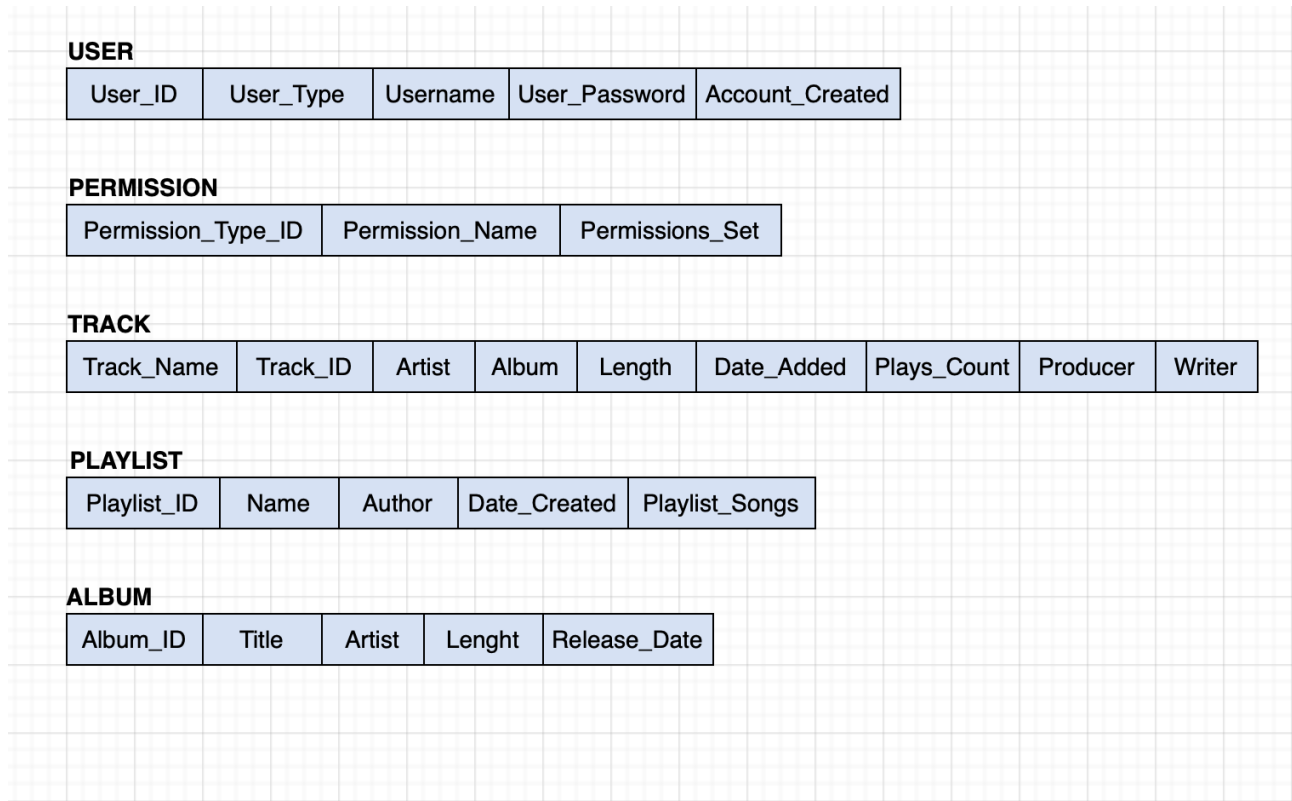 USER
User_ID User_Type Username User_Password Account_Created
PERMISSION
Permission_Type_ID Permission_Name Permissions_Set
TRACK
Track_Name Track_ID Artist Album Length Date_Added Plays_Count Producer Writer
PLAYLIST
Playlist_ID Name Author Date_Created Playlist_Songs
ALBUM
Album_ID Title Artist Lenght Release_Date